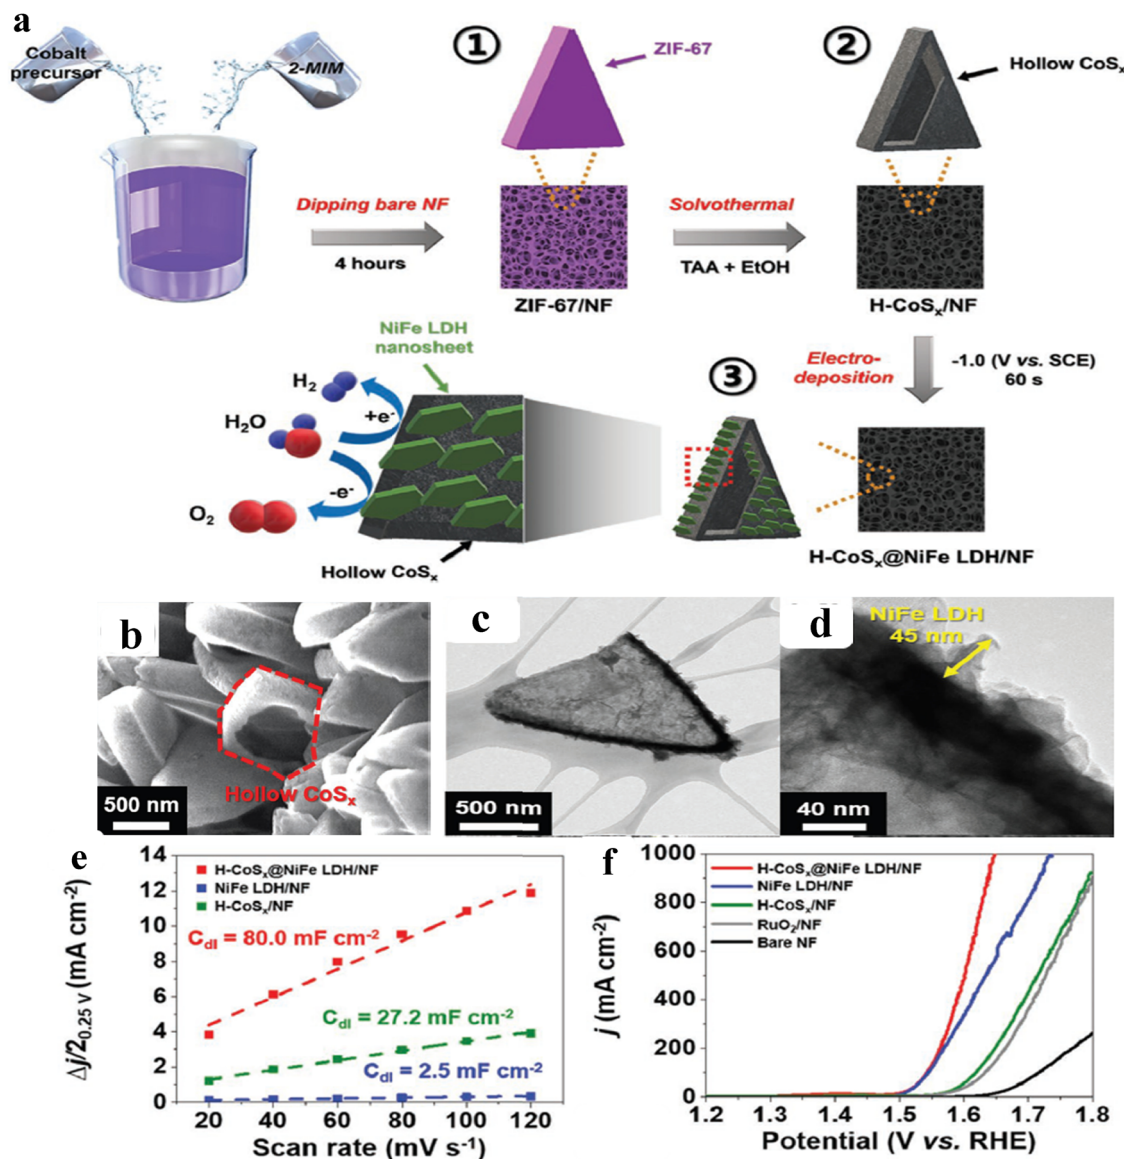 a
Cobalt
precursor
2-MIM
①
ZIF-67
②
Hollow CoSₓ
Dipping bare NF
4 hours
ZIF-67/NF
Solvothermal
TAA + EtOH
H-CoSₓ/NF
NiFe LDH
nanosheet
H₂
H₂O
+e⁻
-e⁻
O₂
Hollow CoSₓ
③
Electro-
deposition
-1.0 (V vs. SCE)
60 s
H-CoSₓ@NiFe LDH/NF
b
Hollow CoSₓ
500 nm
c
500 nm
d
NiFe LDH
45 nm
40 nm
e
Δj/2₀.₂₅ ᵥ (mA cm⁻²)
14
12
10
8
6
4
2
0
H-CoSₓ@NiFe LDH/NF
NiFe LDH/NF
H-CoSₓ/NF
C_dl = 80.0 mF cm⁻²
C_dl = 27.2 mF cm⁻²
C_dl = 2.5 mF cm⁻²
20 40 60 80 100 120
Scan rate (mV s⁻¹)
f
j (mA cm⁻²)
1000
800
600
400
200
0
H-CoSₓ@NiFe LDH/NF
NiFe LDH/NF
H-CoSₓ/NF
RuO₂/NF
Bare NF
1.2 1.3 1.4 1.5 1.6 1.7 1.8
Potential (V vs. RHE)